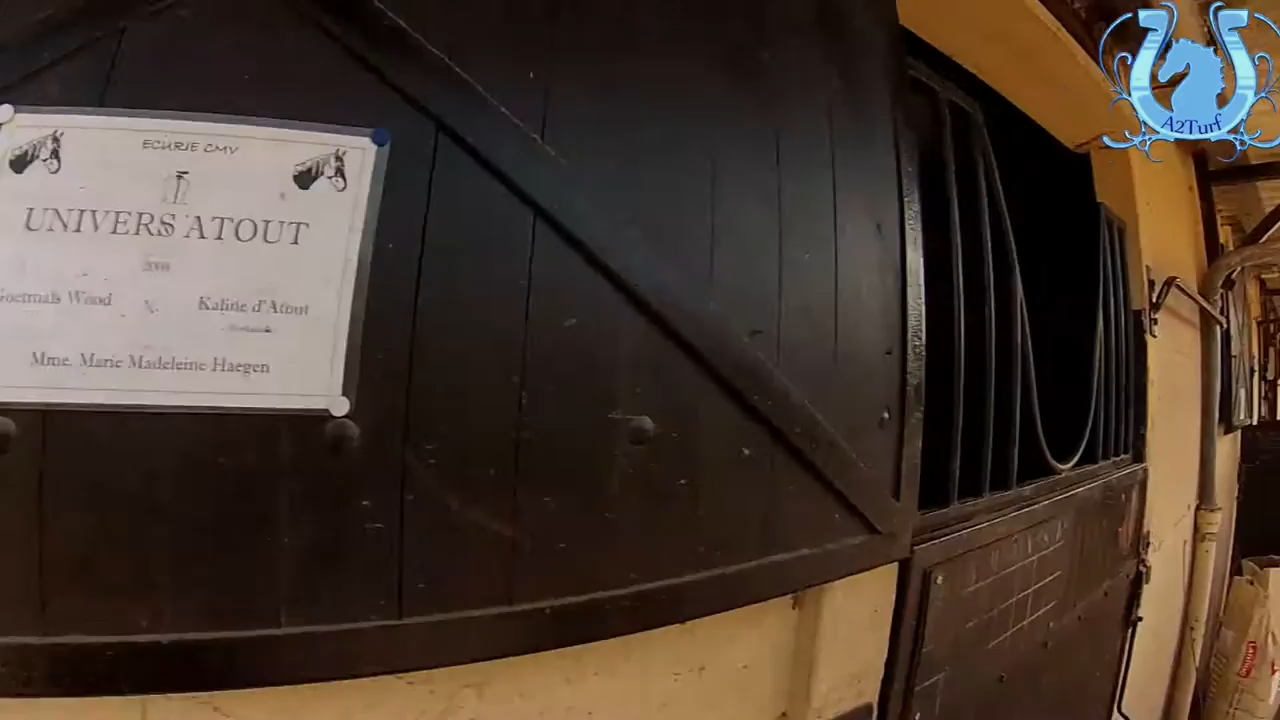 ECURIE CMV
UNIVERS ATOUT
Goetmals Wood X Kaline d'Atout
Mme. Marie Madeleine Haegen
A2Turf